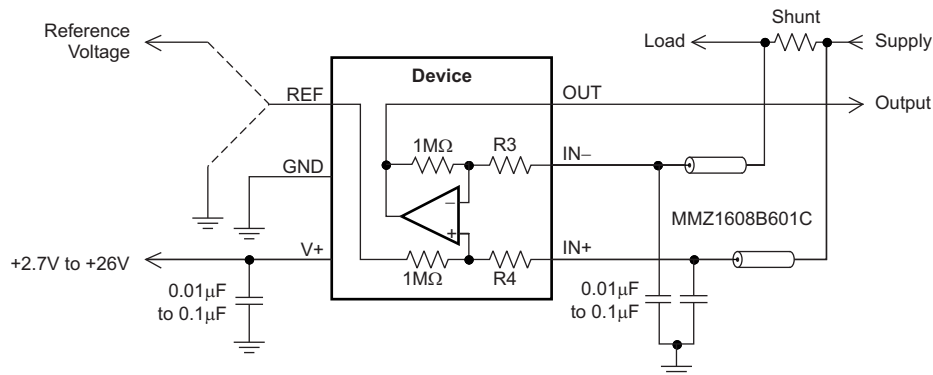 Shunt
Reference
Voltage
Load
Supply
Device
REF
OUT
Output
1MΩ
R3
IN−
GND
−
MMZ1608B601C
+
V+
IN+
+2.7V to +26V
1MΩ
R4
0.01μF
to 0.1μF
0.01μF
to 0.1μF